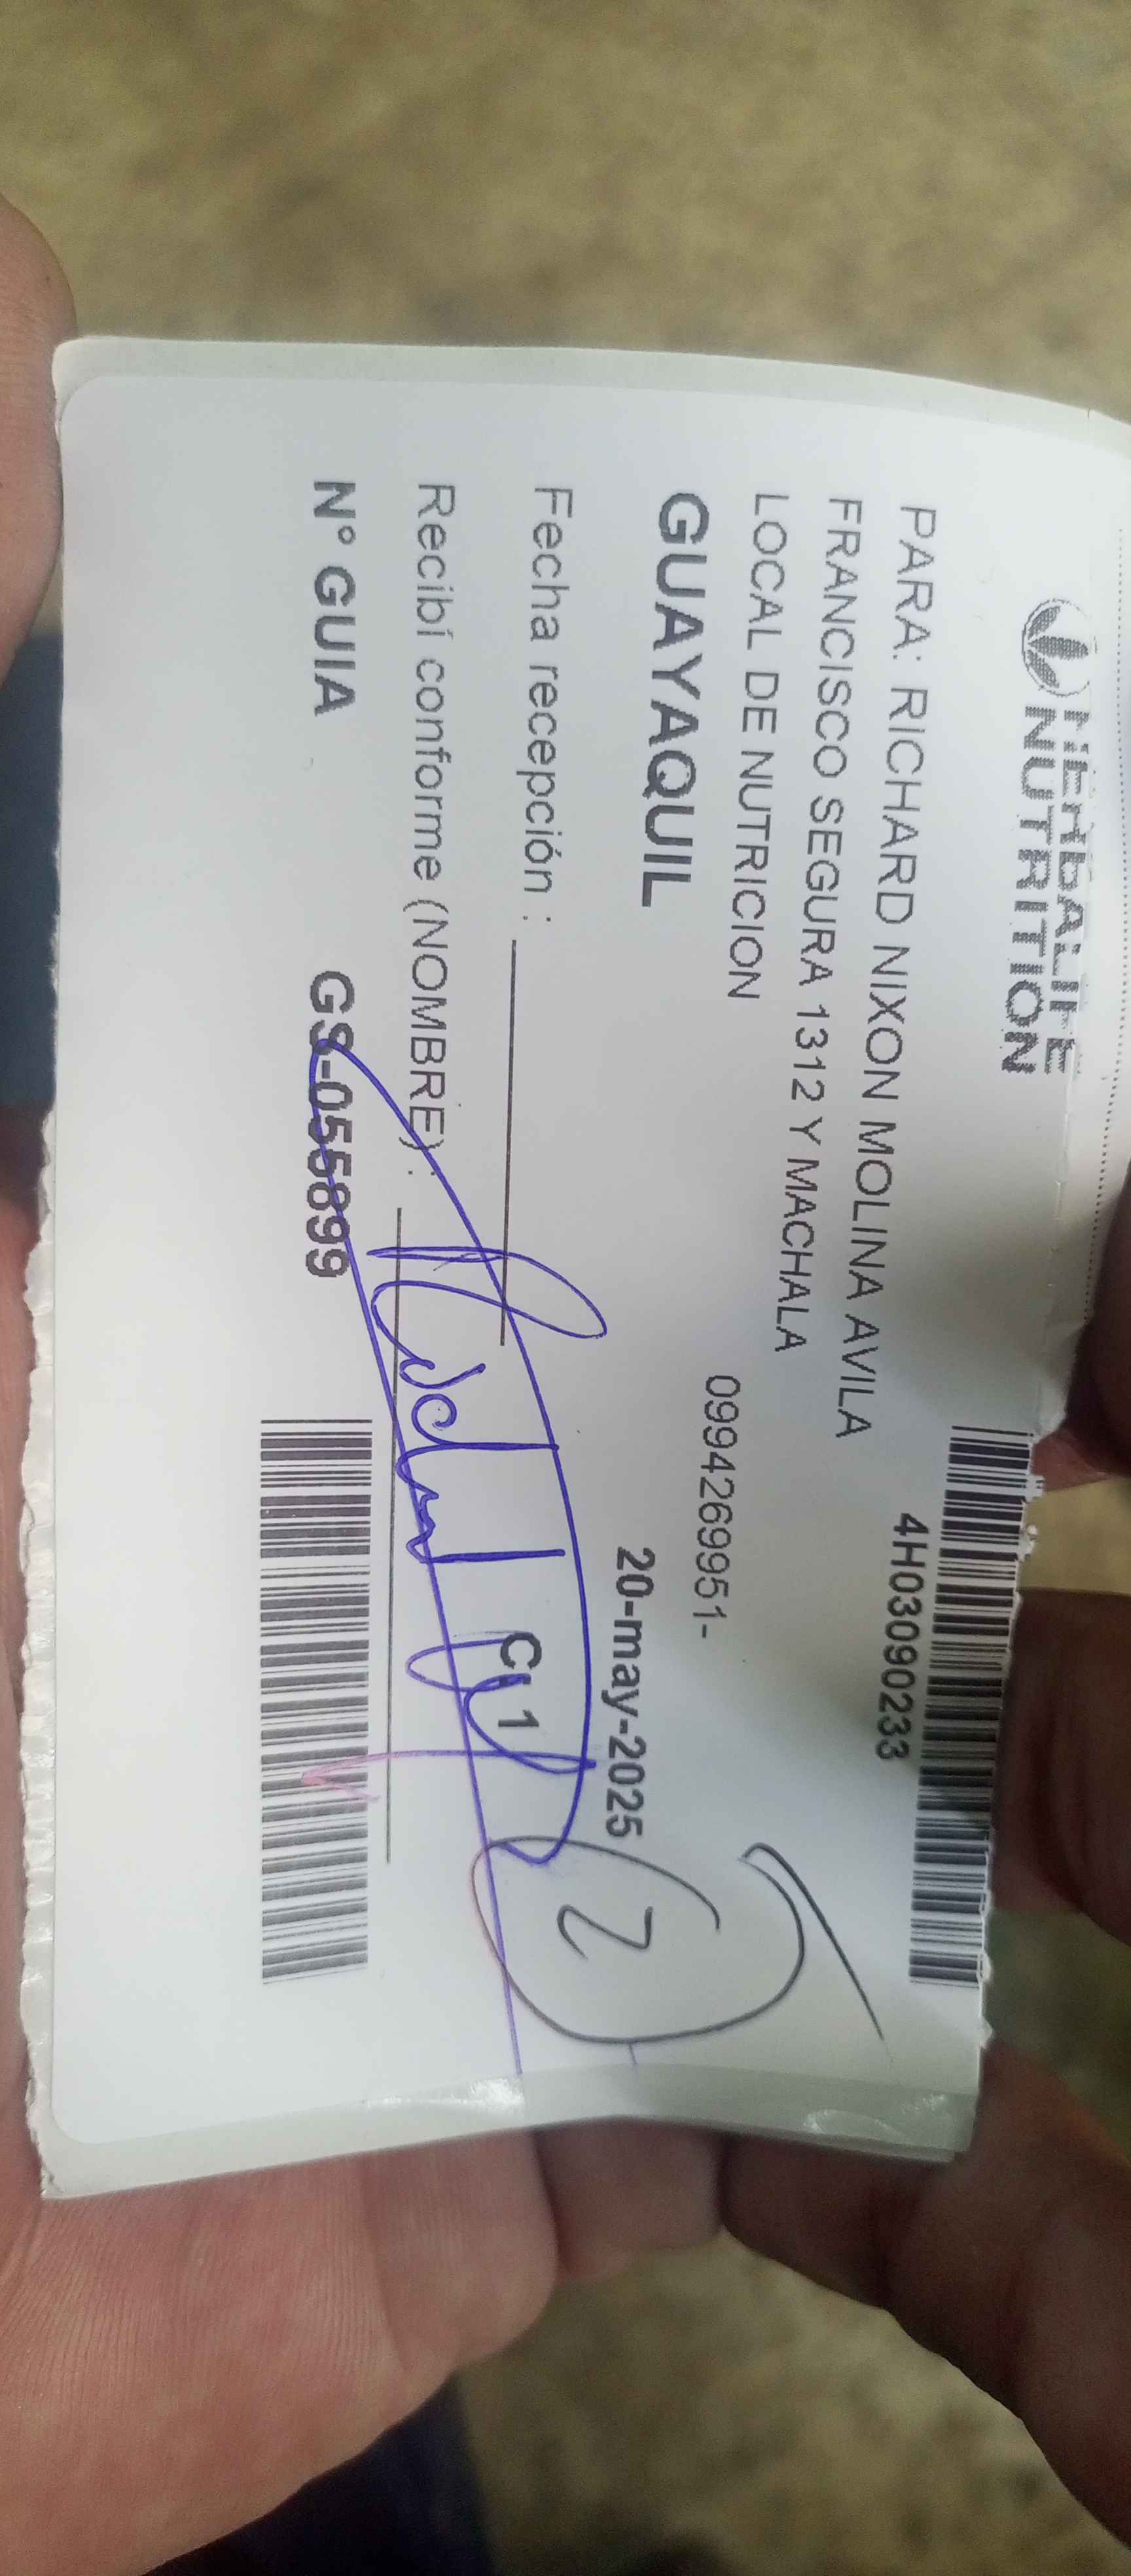 HERBALIFE
NUTRITION
PARA: RICHARD NIXON MOLINA AVILA
4H03090233
FRANCISCO SEGURA 1312 Y MACHALA
LOCAL DE NUTRICION
0994269951-
GUAYAQUIL
20-may-2025
2
Fecha recepción :
C 1
Recibí conforme (NOMBRE) :
Nº GUIA
GS-055899